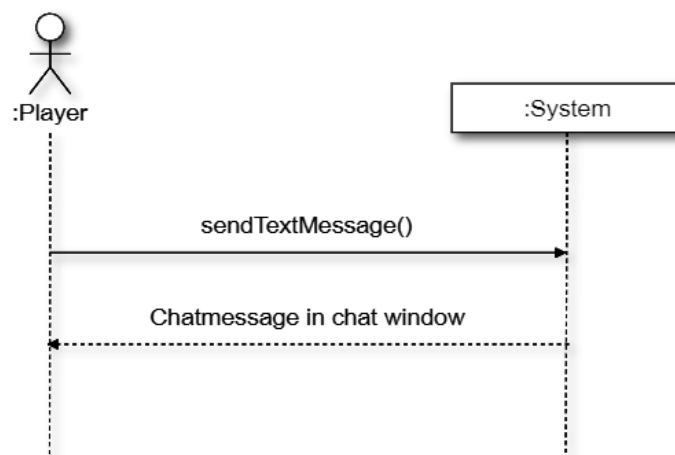 :Player
:System
sendTextMessage()
Chatmessage in chat window